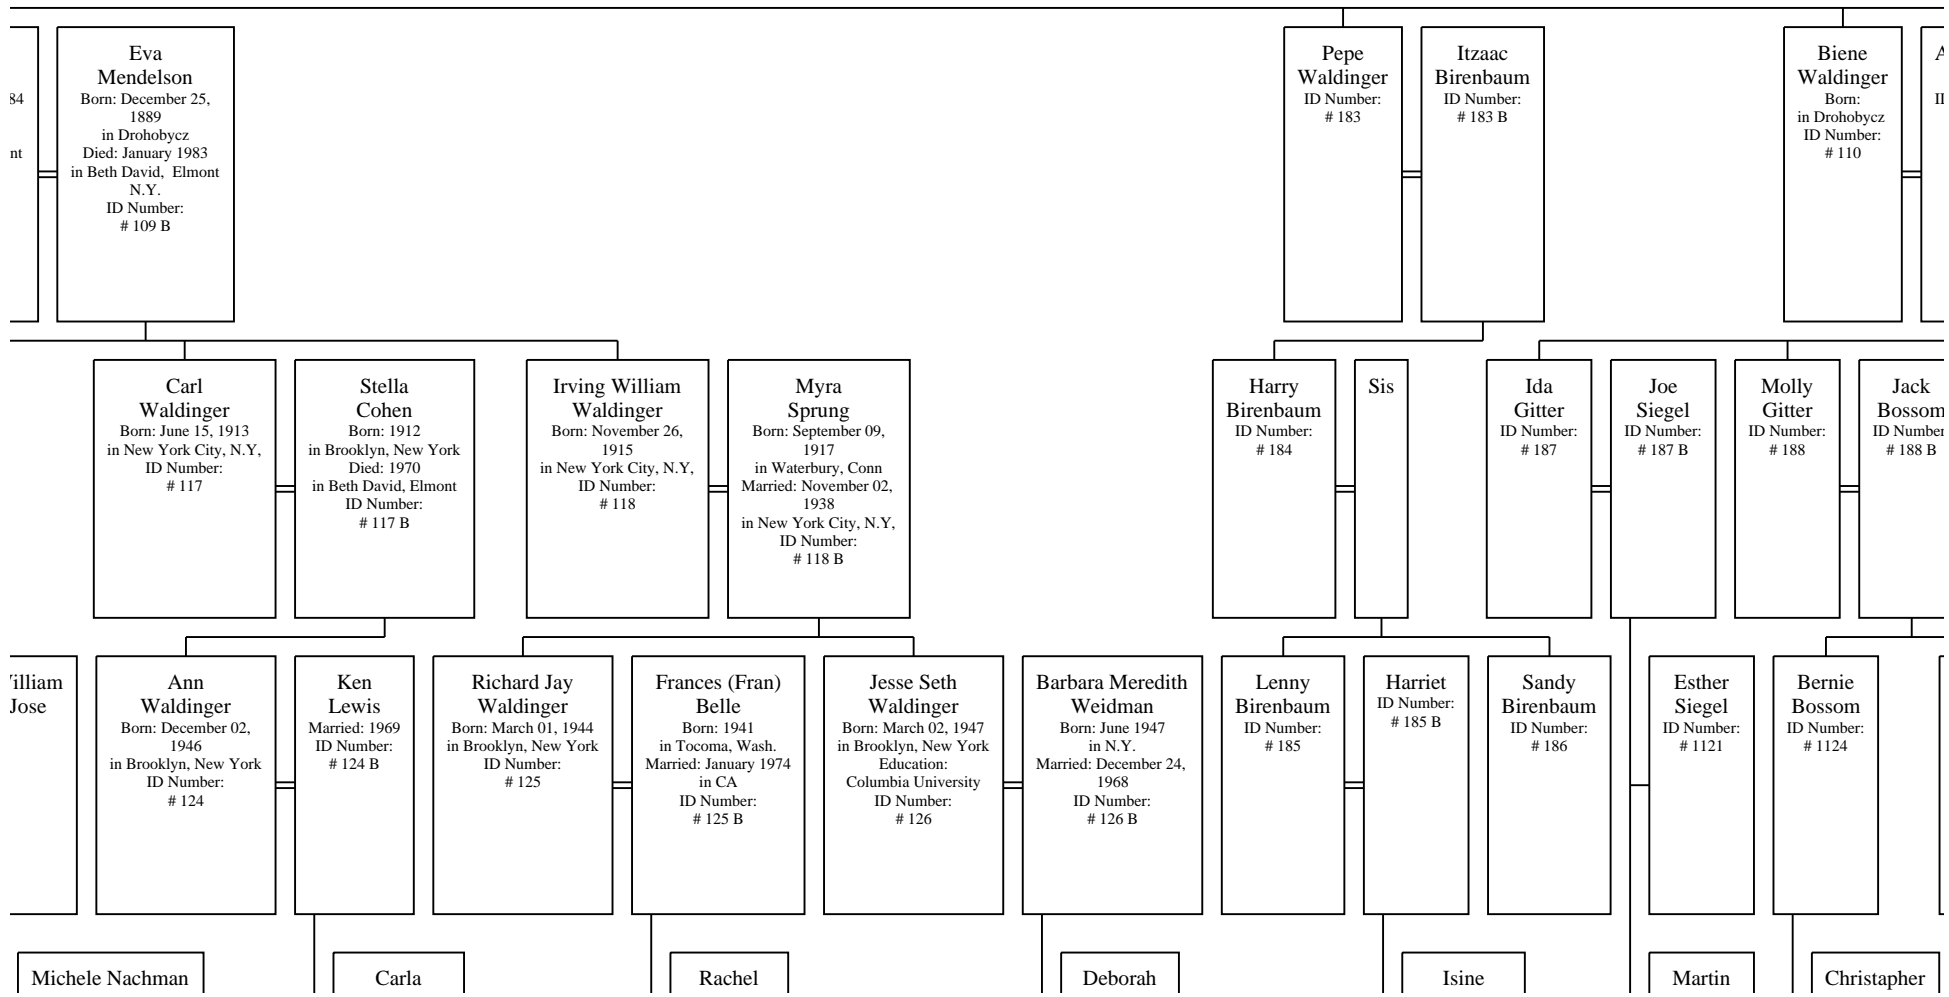 84
nt
Eva
Mendelson
Born: December 25,
1889
in Drohobycz
Died: January 1983
in Beth David, Elmont
N.Y.
ID Number:
# 109 B
Pepe
Waldinger
ID Number:
# 183
Itzaac
Birenbaum
ID Number:
# 183 B
Biene
Waldinger
Born:
in Drohobycz
ID Number:
# 110
A
Carl
Waldinger
Born: June 15, 1913
in New York City, N.Y,
ID Number:
# 117
Stella
Cohen
Born: 1912
in Brooklyn, New York
Died: 1970
in Beth David, Elmont
ID Number:
# 117 B
Irving William
Waldinger
Born: November 26,
1915
in New York City, N.Y,
ID Number:
# 118
Myra
Sprung
Born: September 09,
1917
in Waterbury, Conn
Married: November 02,
1938
in New York City, N.Y,
ID Number:
# 118 B
Harry
Birenbaum
ID Number:
# 184
Sis
Ida
Gitter
ID Number:
# 187
Joe
Siegel
ID Number:
# 187 B
Molly
Gitter
ID Number:
# 188
Jack
Bossom
ID Number
# 188 B
illiam
Jose
Ann
Waldinger
Born: December 02,
1946
in Brooklyn, New York
ID Number:
# 124
Ken
Lewis
Married: 1969
ID Number:
# 124 B
Richard Jay
Waldinger
Born: March 01, 1944
in Brooklyn, New York
ID Number:
# 125
Frances (Fran)
Belle
Born: 1941
in Tocoma, Wash.
Married: January 1974
in CA
ID Number:
# 125 B
Jesse Seth
Waldinger
Born: March 02, 1947
in Brooklyn, New York
Education:
Columbia University
ID Number:
# 126
Barbara Meredith
Weidman
Born: June 1947
in N.Y.
Married: December 24,
1968
ID Number:
# 126 B
Lenny
Birenbaum
ID Number:
# 185
Harriet
ID Number:
# 185 B
Sandy
Birenbaum
ID Number:
# 186
Esther
Siegel
ID Number:
# 1121
Bernie
Bossom
ID Number:
# 1124
Michele Nachman
Carla
Rachel
Deborah
Isine
Martin
Christapher